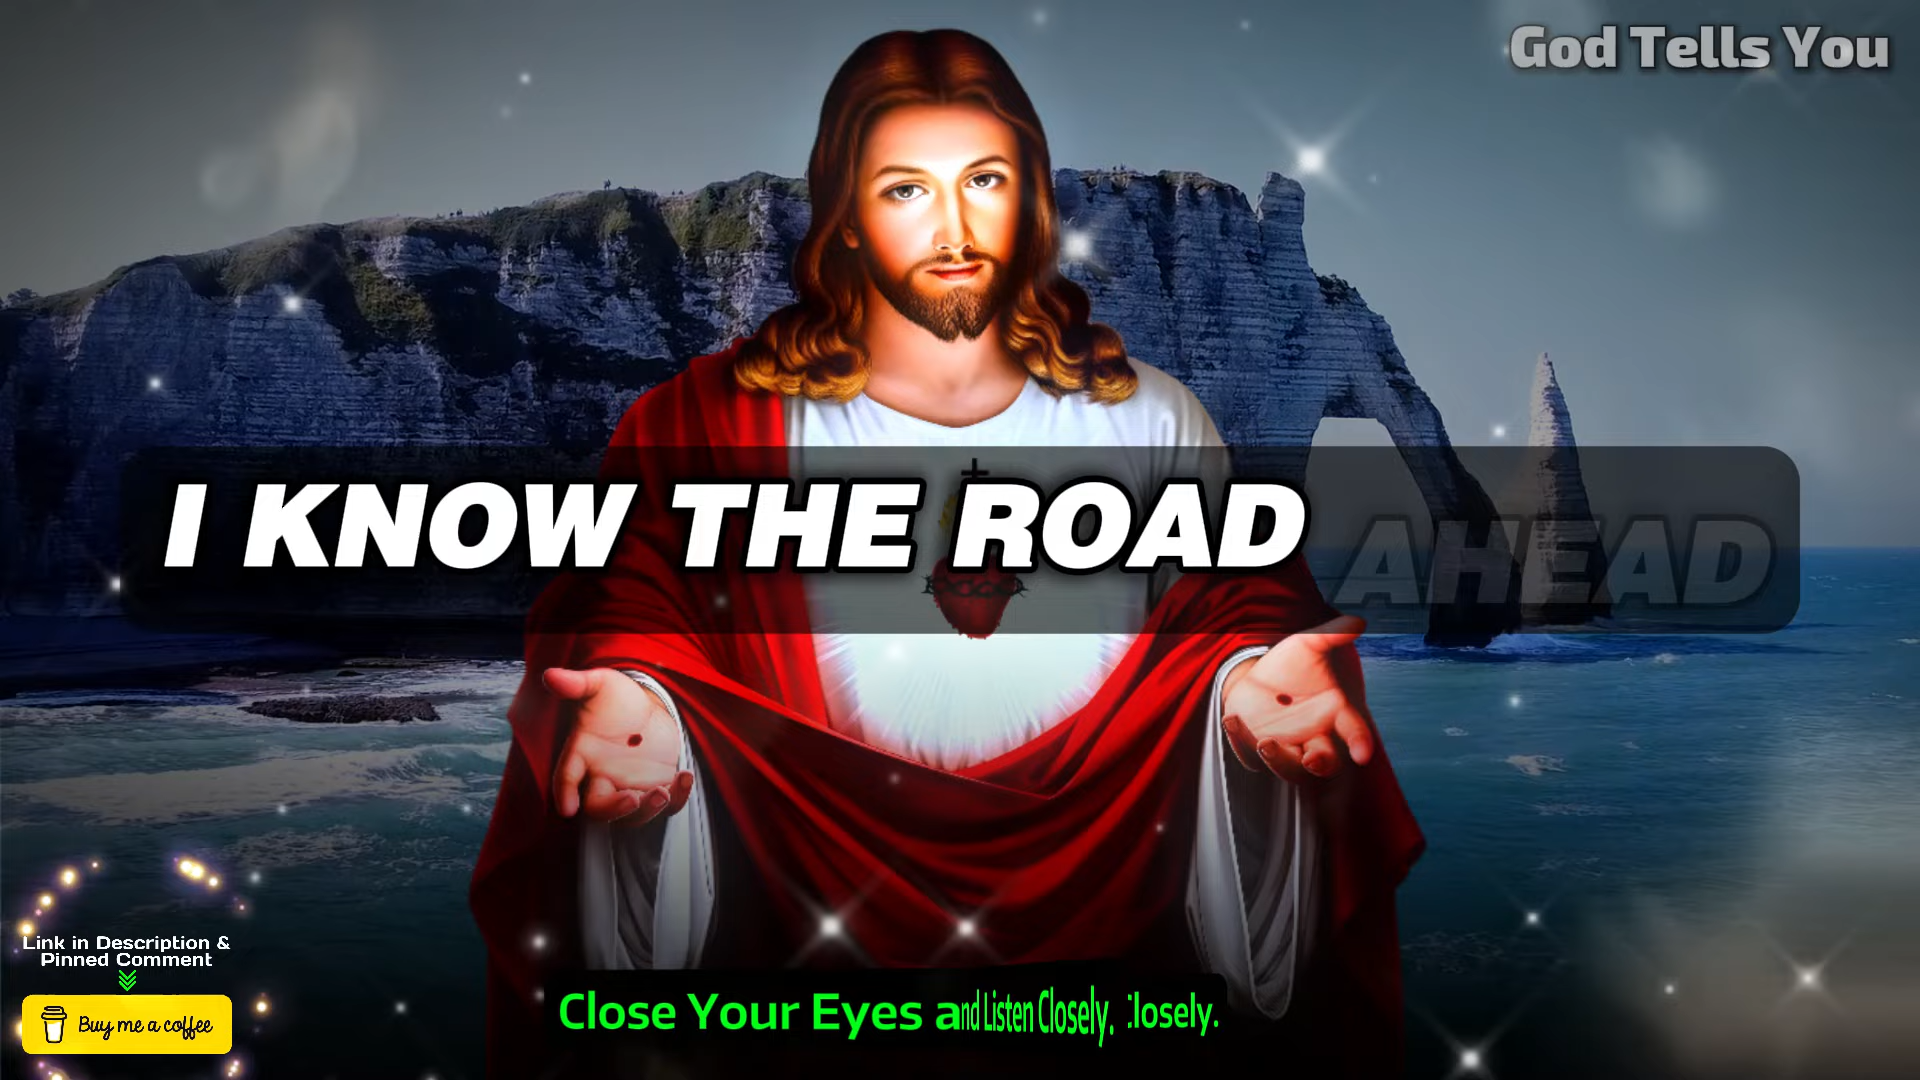 God Tells You
I KNOW THE ROAD AHEAD
Link in Description &
Pinned Comment
Buy me a coffee
Close Your Eyes and Listen Closely.